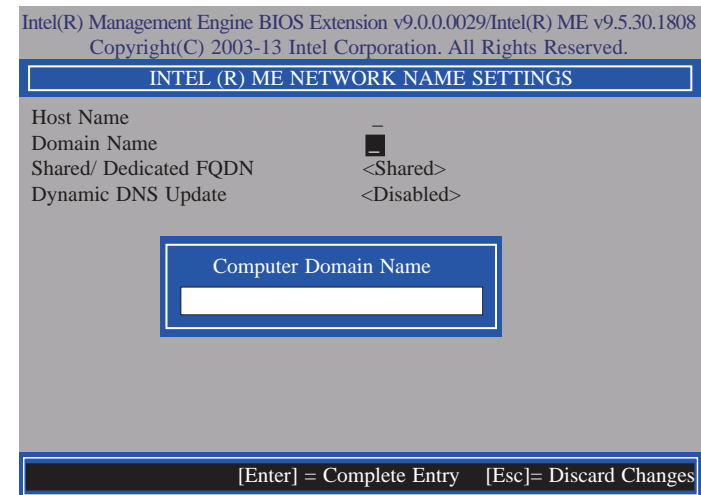 Intel(R) Management Engine BIOS Extension v9.0.0.0029/Intel(R) ME v9.5.30.1808
Copyright(C) 2003-13 Intel Corporation. All Rights Reserved.
INTEL (R) ME NETWORK NAME SETTINGS
Host Name _
Domain Name _
Shared/ Dedicated FQDN <Shared>
Dynamic DNS Update <Disabled>
Computer Domain Name
[Enter] = Complete Entry [Esc]= Discard Changes